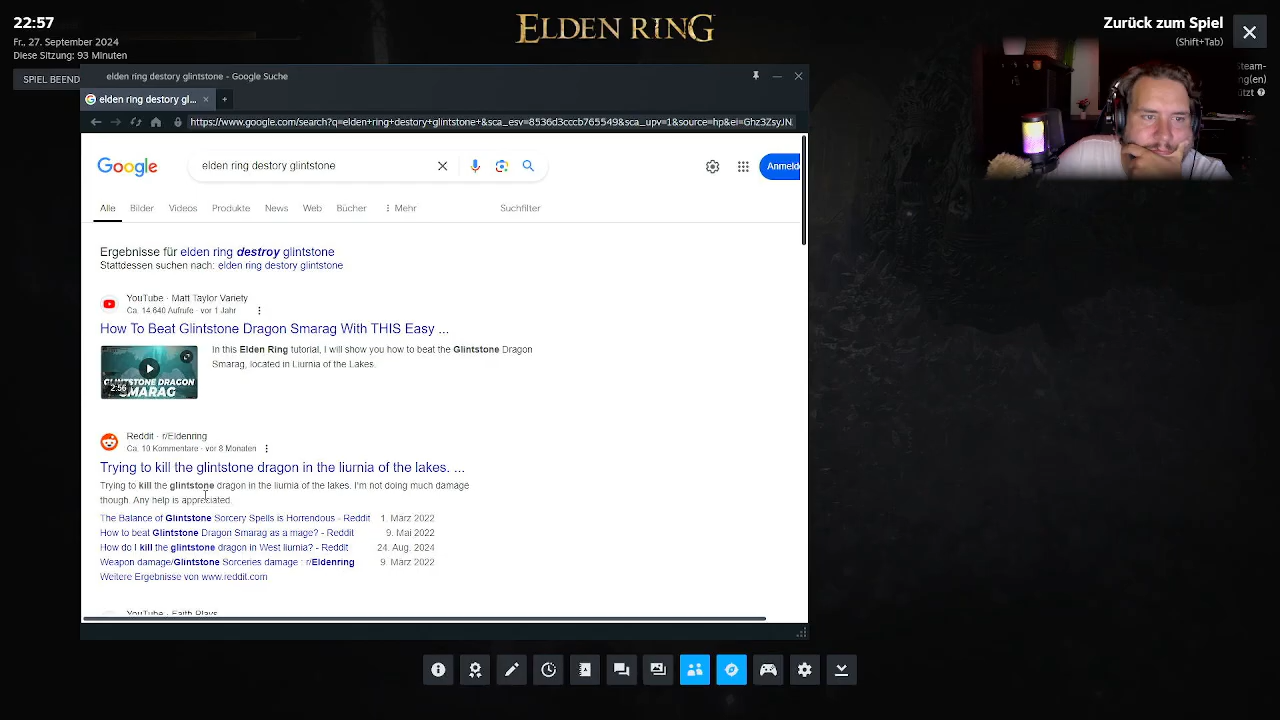 22:57
Fr., 27. September 2024
Diese Sitzung: 93 Minuten
SPIEL BEEND
ELDEN RING
Zurück zum Spiel
(Shift+Tab)
Steam-
ng(en)
tzt
elden ring destory glintstone - Google Suche
elden ring destory gl...
https://www.google.com/search?q=elden+ring+destory+glintstone+&sca_esv=8536d3cccb765549&sca_upv=1&source=hp&ei=Ghz3ZsyJN
Google
elden ring destory glintstone
Anmeld
Alle
Bilder
Videos
Produkte
News
Web
Bücher
Mehr
Suchfilter
Ergebnisse für elden ring destroy glintstone
Stattdessen suchen nach: elden ring destory glintstone
YouTube · Matt Taylor Variety
Ca. 14.640 Aufrufe · vor 1 Jahr
How To Beat Glintstone Dragon Smarag With THIS Easy ...
In this Elden Ring tutorial, I will show you how to beat the Glintstone Dragon
Smarag, located in Liurnia of the Lakes.
GLINTSTONE DRAGON
SMARAG
2:56
Reddit · r/Eldenring
Ca. 10 Kommentare · vor 8 Monaten
Trying to kill the glintstone dragon in the liurnia of the lakes. ...
Trying to kill the glintstone dragon in the liurnia of the lakes. I'm not doing much damage
though. Any help is appreciated.
The Balance of Glintstone Sorcery Spells is Horrendous - Reddit 1. März 2022
How to beat Glintstone Dragon Smarag as a mage? - Reddit 9. Mai 2022
How do I kill the glintstone dragon in West liurnia? - Reddit 24. Aug. 2024
Weapon damage/Glintstone Sorceries damage : r/Eldenring 9. März 2022
Weitere Ergebnisse von www.reddit.com
YouTube · Faith Plays